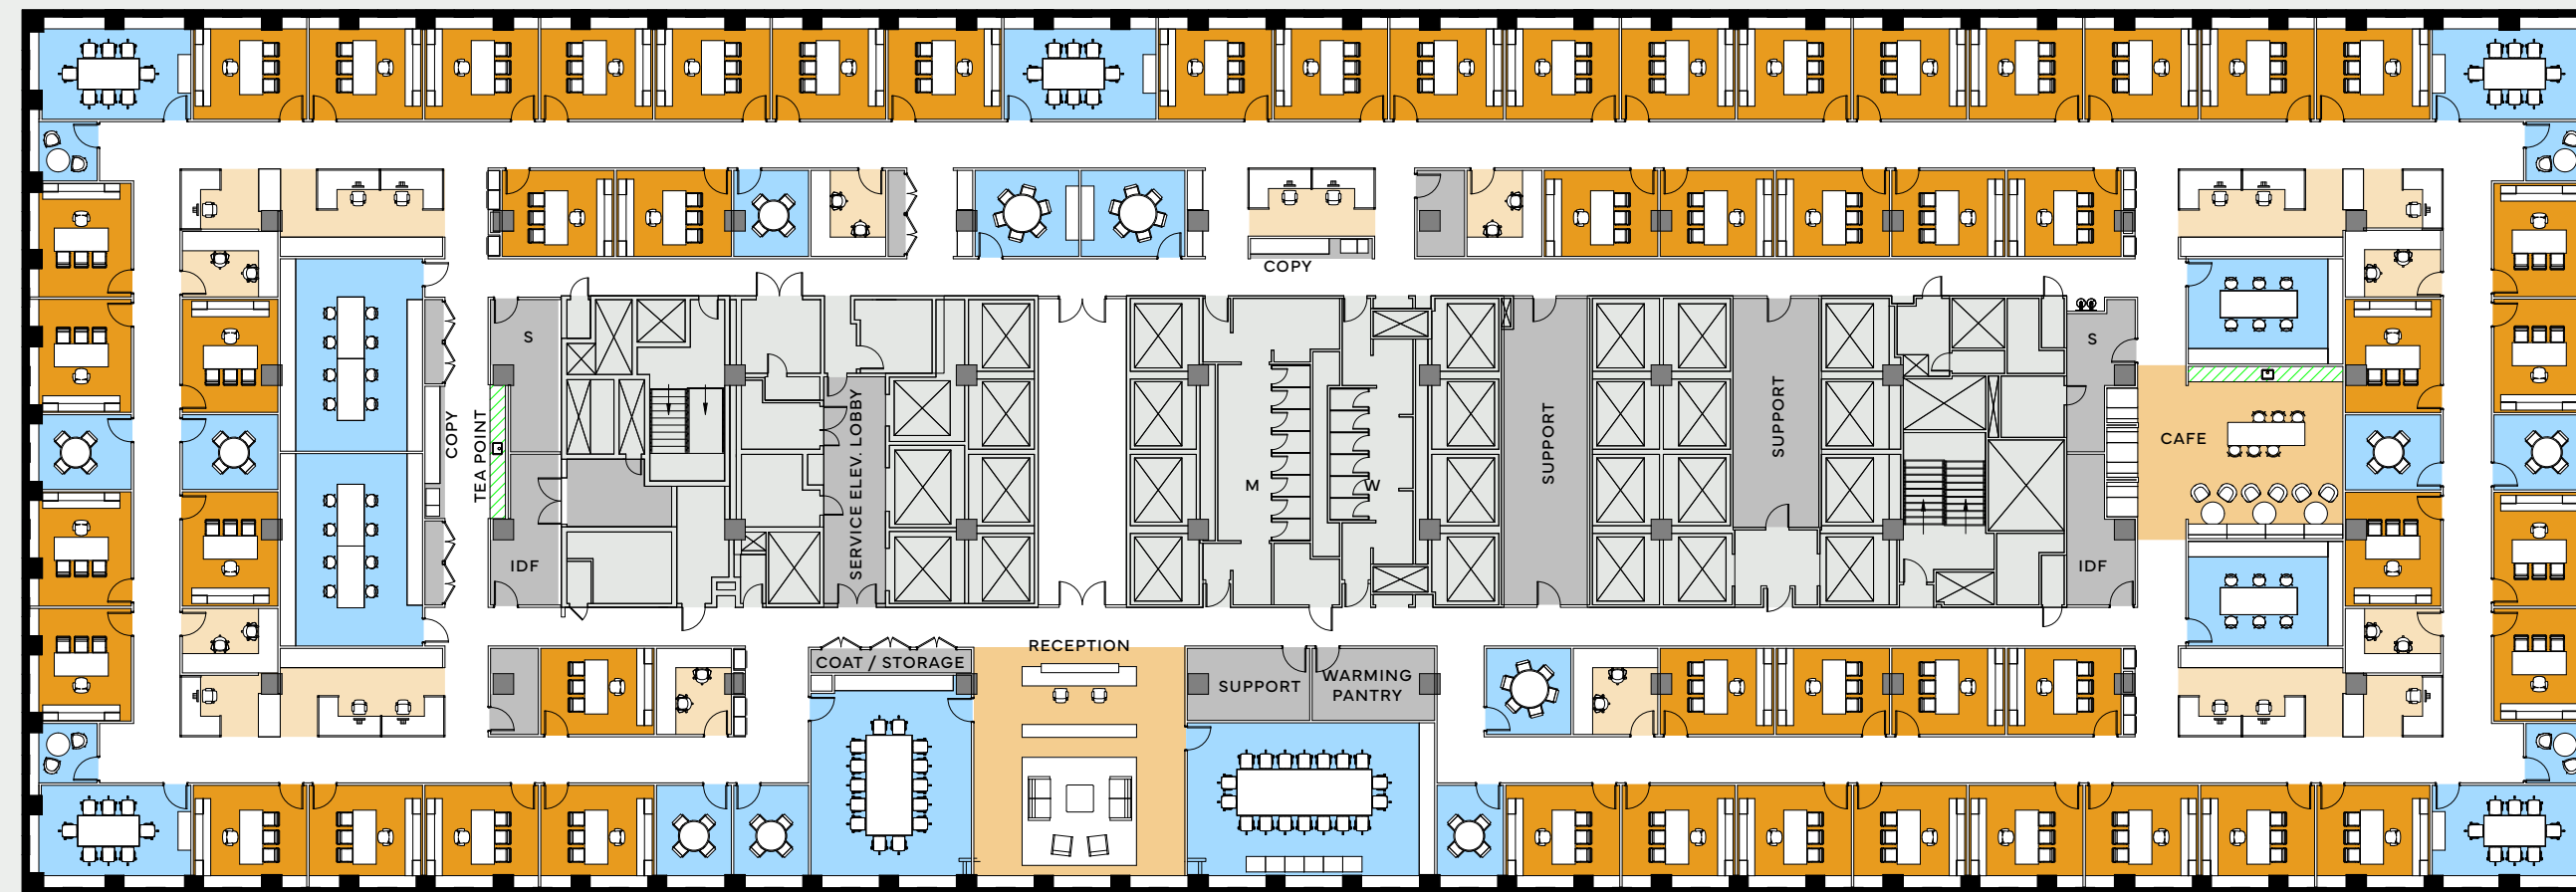 COPY
S
S
COPY
TEA POINT
SERVICE ELEV. LOBBY
M
W
SUPPORT
SUPPORT
CAFE
IDF
IDF
RECEPTION
COAT / STORAGE
SUPPORT
WARMING
PANTRY